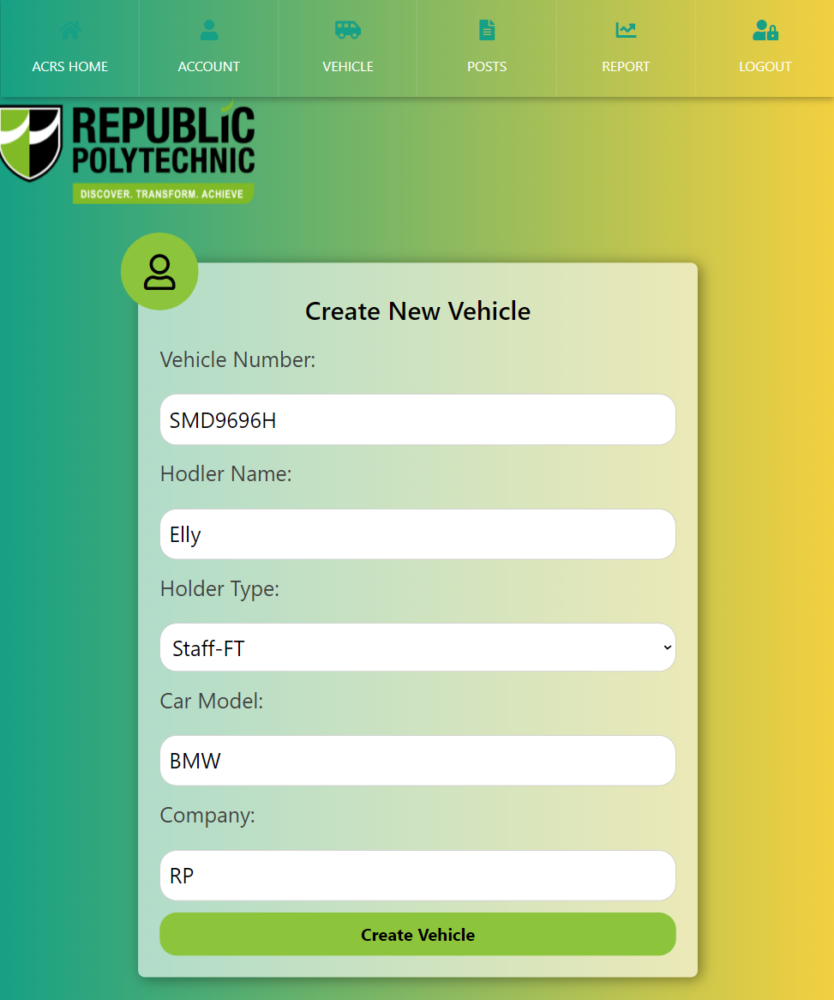 ACRS HOME ACCOUNT VEHICLE POSTS REPORT LOGOUT
REPUBLIC
POLYTECHNIC
DISCOVER. TRANSFORM. ACHIEVE
Create New Vehicle
Vehicle Number:
SMD9696H
Hodler Name:
Elly
Holder Type:
Staff-FT
Car Model:
BMW
Company:
RP
Create Vehicle